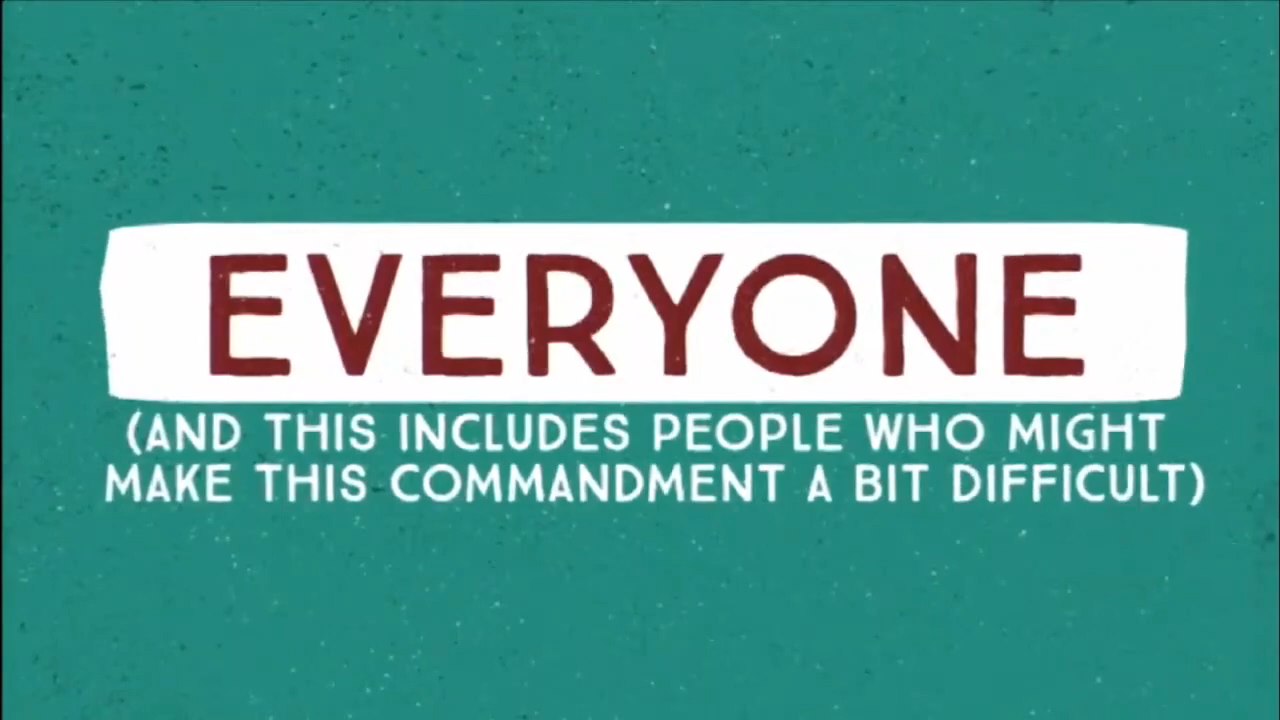 EVERYONE
(AND THIS INCLUDES PEOPLE WHO MIGHT
MAKE THIS COMMANDMENT A BIT DIFFICULT)